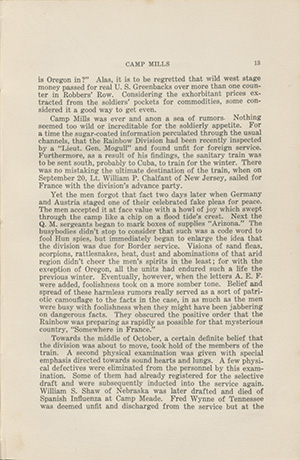 CAMP MILLS 13
is Oregon in?" Alas, it is to be regretted that wild west stage
money passed for real U. S. Greenbacks over more than one coun-
ter in Robbers' Row. Considering the exhorbitant prices ex-
tracted from the soldiers' pockets for commodities, some con-
sidered it a good way to get even.
Camp Mills was ever and anon a sea of rumors. Nothing
seemed too wild or increditable for the soldierly appetite. For
a time the sugar-coated information perculated through the usual
channels, that the Rainbow Division had been recently inspected
by a "Lieut. Gen. Mogull" and found unfit for foreign service.
Furthermore, as a result of his findings, the sanitary train was
to be sent south, probably to Cuba, to train for the winter. There
was no mistaking the ultimate destination of the train, when on
September 20, Lt. William P. Chalfant of New Jersey, sailed for
France with the division's advance party.
Yet the men forgot that fact two days later when Germany
and Austria staged one of their celebrated fake pleas for peace.
The men accepted it at face value with a howl of joy which swept
through the camp like a chip on a flood tide's crest. Next the
Q. M. sergeants began to mark boxes of supplies "Arizona." The
busybodies didn't stop to consider that such was a code word to
fool Hun spies, but immediately began to enlarge the idea that
the division was due for Border service. Visions of sand fleas,
scorpions, rattlesnakes, heat, dust and abominations of that arid
region didn't cheer the men's spirits in the least; for with the
exception of Oregon, all the units had endured such a life the
previous winter. Eventually, however, when the letters A. E. F.
were added, foolishness took on a more somber tone. Belief and
spread of these harmless rumors really served as a sort of patri-
otic camouflage to the facts in the case, in as much as the men
were busy with foolishness when they might have been jabbering
on dangerous facts. They obscured the positive order that the
Rainbow was preparing as rapidly as possible for that mysterious
country, "Somewhere in France."
Towards the middle of October, a certain definite belief that
the division was about to move, took hold of the members of the
train. A second physical examination was given with special
emphasis directed towards sound hearts and lungs. A few physi-
cal defectives were eliminated from the personnel by this exam-
ination. Some of them had already registered for the selective
draft and were subsequently inducted into the service again.
William S. Shaw of Nebraska was later drafted and died of
Spanish Influenza at Camp Meade. Fred Wynne of Tennessee
was deemed unfit and discharged from the service but at the